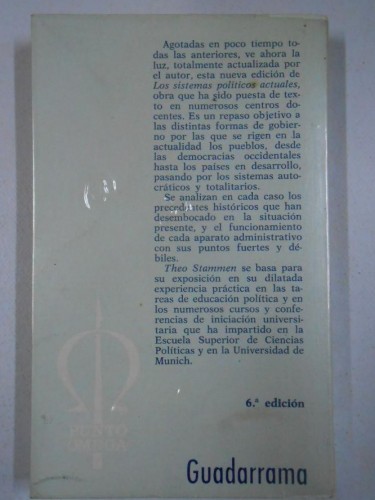 Agotadas en poco tiempo to-
das las anteriores, ve ahora la
luz, totalmente actualizada por
el autor, esta nueva edición de
Los sistemas políticos actuales,
obra que ha sido puesta de tex-
to en numerosos centros do-
centes. Es un repaso objetivo a
las distintas formas de gobier-
no por las que se rigen en la
actualidad los pueblos, desde
las democracias occidentales
hasta los países en desarrollo,
pasando por los sistemas auto-
cráticos y totalitarios.
Se analizan en cada caso los
precedentes históricos que han
desembocado en la situación
presente, y el funcionamiento
de cada aparato administrativo
con sus puntos fuertes y dé-
biles.
Theo Stammen se basa para
su exposición en su dilatada
experiencia práctica en las ta-
reas de educación política y en
los numerosos cursos y confe-
rencias de iniciación universi-
taria que ha impartido en la
Escuela Superior de Ciencias
Políticas y en la Universidad de
Munich.
6.ª edición
PUNTO
OMEGA
Guadarrama